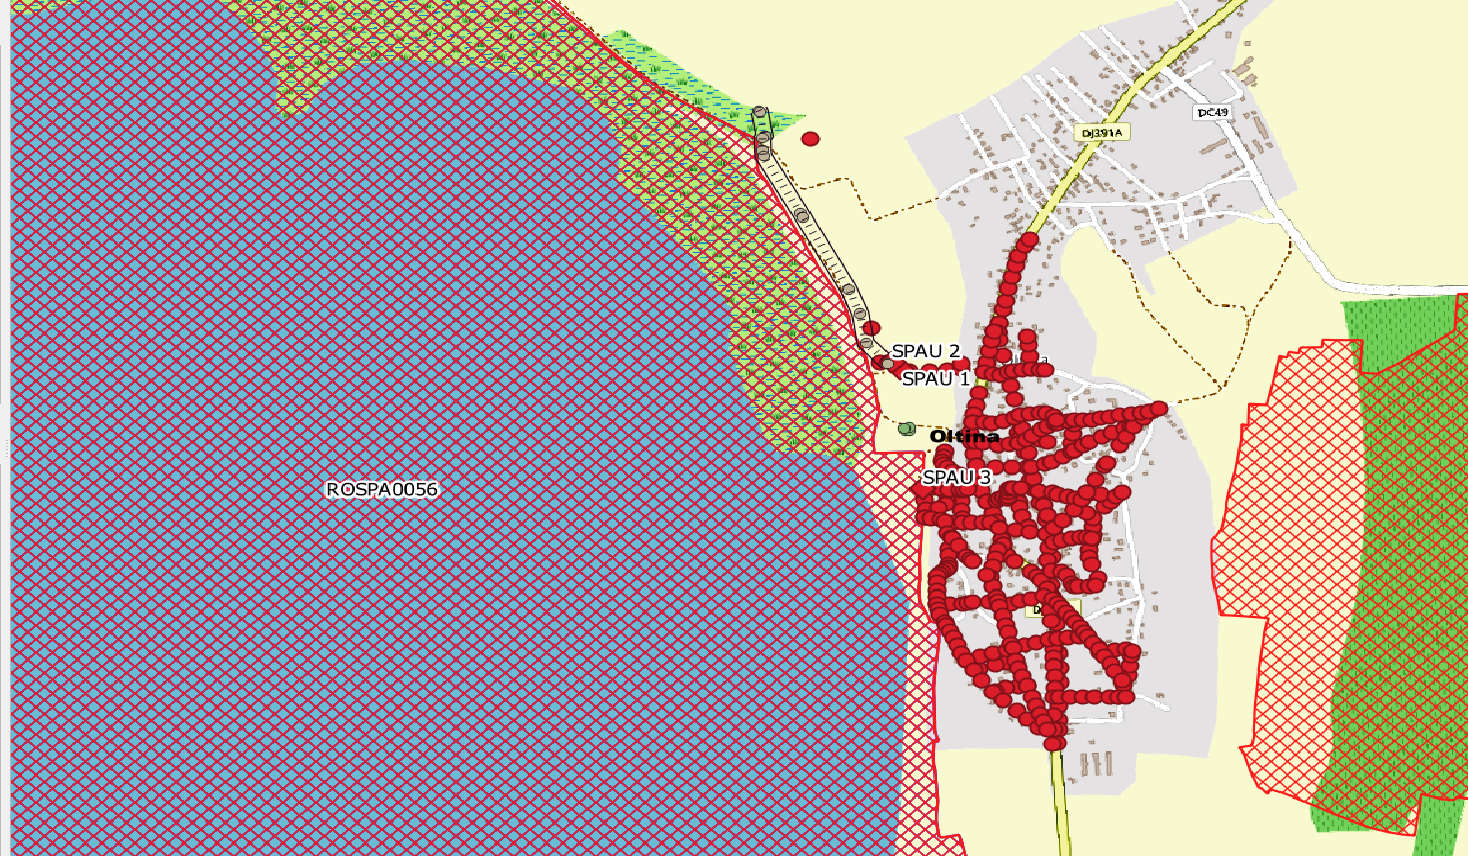 DC49
DJ391A
SPAU 2
SPAU 1
Oltina
SPAU 3
ROSPA0056